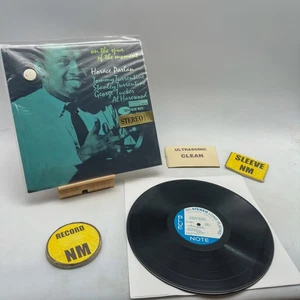 on the spur
of the moment
Horace Parlan
Tommy Turrentine
Stanley Turrentine
George Tucker
Al Harewood
STEREO
ULTRASONIC
CLEAN
SLEEVE
NM
RECORD
NM
BLUE
NOTE